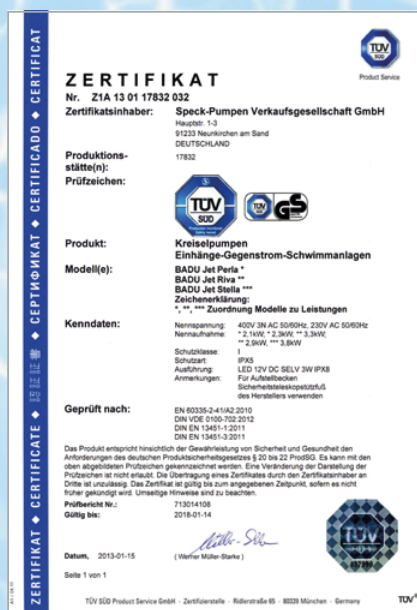 ZERTIFIKAT ◆ CERTIFICATE ◆ 認証証書 ◆ СЕРТИФИКАТ ◆ CERTIFICADO ◆ CERTIFICAT
TÜV
SÜD
Product Service
ZERTIFIKAT
Nr. Z1A 13 01 17832 032
Zertifikatsinhaber: Speck-Pumpen Verkaufsgesellschaft GmbH
Hauptstr. 1-3
91233 Neunkirchen am Sand
DEUTSCHLAND
Produktions-
stätte(n): 17832
Prüfzeichen:
TÜV
SÜD
TÜV
SÜD
GS
Produkt: Kreiselpumpen
Einhänge-Gegenstrom-Schwimmanlagen
Modell(e): BADU Jet Perla *
BADU Jet Riva **
BADU Jet Stella ***
Zeichenerklärung:
*, **, *** Zuordnung Modelle zu Leistungen
Kenndaten: Nennspannung: 400V 3N AC 50/60Hz, 230V AC 50/60Hz
Nennaufnahme: * 2,1kW, * 2,3kW, ** 3,3kW,
** 2,9kW, *** 3,8kW
Schutzklasse: I
Schutzart: IPX5
Ausführung: LED 12V DC SELV 3W IPX8
Anmerkungen: Für Aufstellbecken
Sicherheitsteleskopstützfuß
des Herstellers verwenden
Geprüft nach: EN 60335-2-41/A2:2010
DIN VDE 0100-702:2012
DIN EN 13451-1:2011
DIN EN 13451-3:2011
Das Produkt entspricht hinsichtlich der Gewährleistung von Sicherheit und Gesundheit den
Anforderungen des deutschen Produktsicherheitsgesetzes § 20 bis 22 ProdSG. Es kann mit den
oben abgebildeten Prüfzeichen gekennzeichnet werden. Eine Veränderung der Darstellung der
Prüfzeichen ist nicht erlaubt. Die Übertragung eines Zertifikats durch den Zertifikatsinhaber an
Dritte ist unzulässig. Das Zertifikat ist gültig bis zum angegebenen Zeitpunkt, sofern es nicht
früher gekündigt wird. Umseitige Hinweise sind zu beachten.
Prüfbericht Nr.: 713014108
Gültig bis: 2018-01-14
Datum, 2013-01-15
( Werner Müller-Starke )
Seite 1 von 1
TÜV
TÜV SÜD Product Service GmbH · Zertifizierstelle · Ridlerstraße 65 · 80339 München · Germany
TÜV